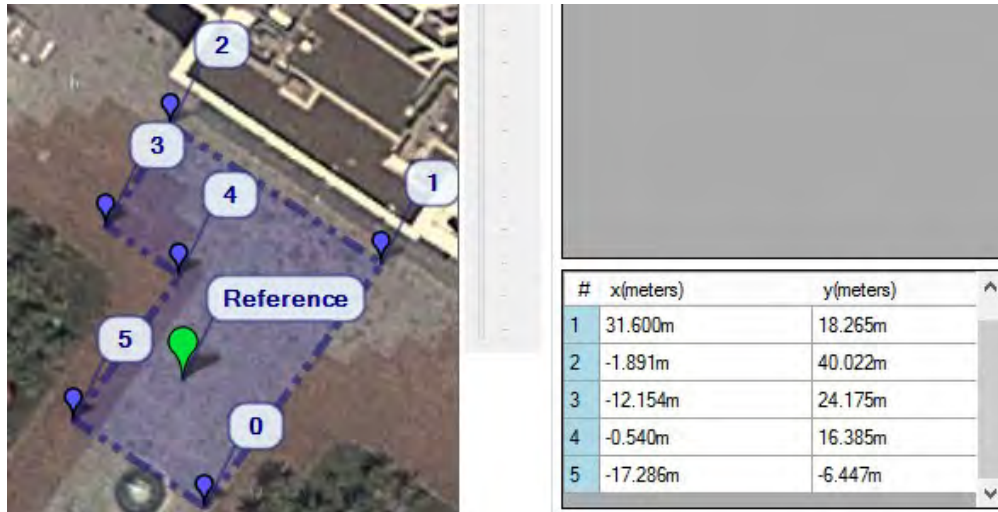 2
3
4
1
Reference
5
0
# x(meters) y(meters)
1 31.600m 18.265m
2 -1.891m 40.022m
3 -12.154m 24.175m
4 -0.540m 16.385m
5 -17.286m -6.447m